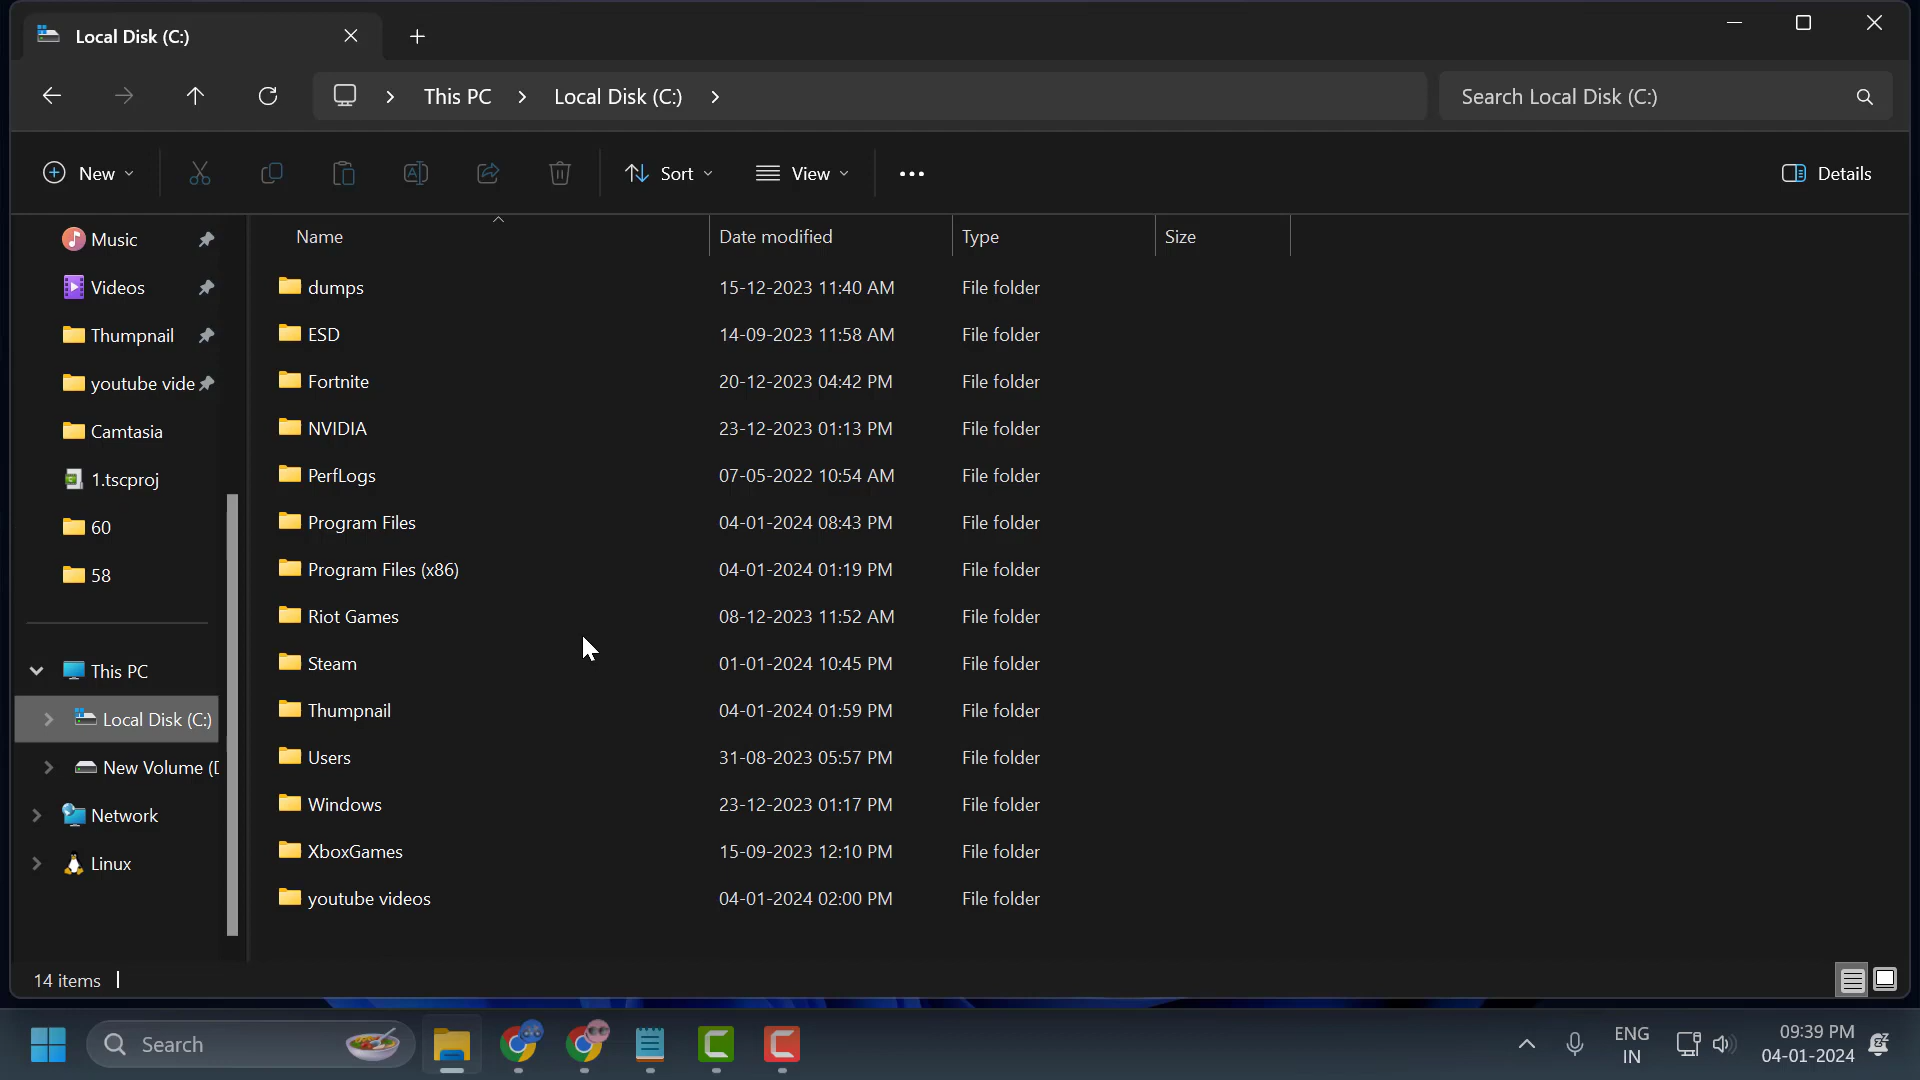 Local Disk (C:)
This PC > Local Disk (C:) >
Search Local Disk (C:)
New
Sort
View
Details
Music
Videos
Thumpnail
youtube vide
Camtasia
1.tscproj
60
58
This PC
Local Disk (C:)
New Volume (D
Network
Linux
Name Date modified Type Size
dumps 15-12-2023 11:40 AM File folder
ESD 14-09-2023 11:58 AM File folder
Fortnite 20-12-2023 04:42 PM File folder
NVIDIA 23-12-2023 01:13 PM File folder
PerfLogs 07-05-2022 10:54 AM File folder
Program Files 04-01-2024 08:43 PM File folder
Program Files (x86) 04-01-2024 01:19 PM File folder
Riot Games 08-12-2023 11:52 AM File folder
Steam 01-01-2024 10:45 PM File folder
Thumpnail 04-01-2024 01:59 PM File folder
Users 31-08-2023 05:57 PM File folder
Windows 23-12-2023 01:17 PM File folder
XboxGames 15-09-2023 12:10 PM File folder
youtube videos 04-01-2024 02:00 PM File folder
14 items
Search
ENG
IN
09:39 PM
04-01-2024